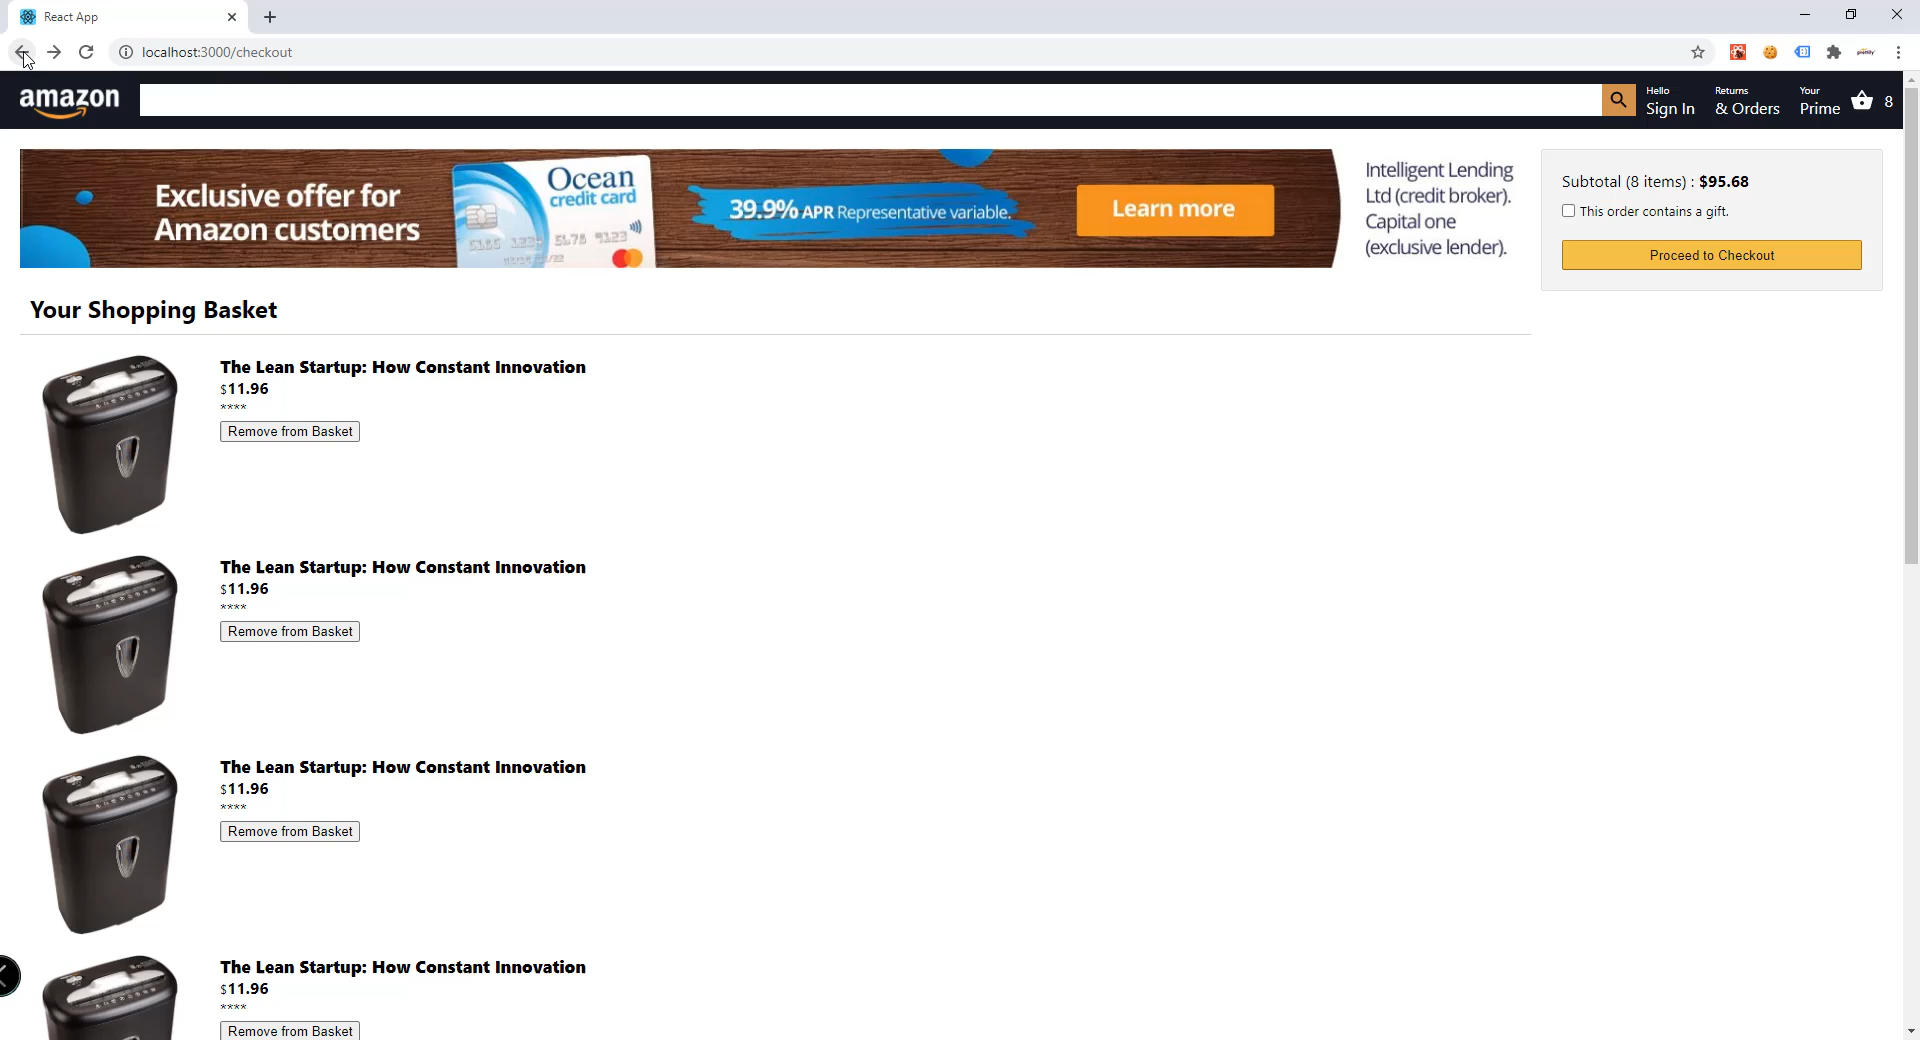 React App
localhost:3000/checkout
amazon
Hello
Sign In
Returns
& Orders
Your
Prime
8
Exclusive offer for
Amazon customers
Ocean
credit card
39.9% APR Representative variable.
Learn more
Intelligent Lending
Ltd (credit broker).
Capital one
(exclusive lender).
Subtotal (8 items) : $95.68
This order contains a gift.
Proceed to Checkout
Your Shopping Basket
The Lean Startup: How Constant Innovation
$11.96
****
Remove from Basket
The Lean Startup: How Constant Innovation
$11.96
****
Remove from Basket
The Lean Startup: How Constant Innovation
$11.96
****
Remove from Basket
The Lean Startup: How Constant Innovation
$11.96
****
Remove from Basket